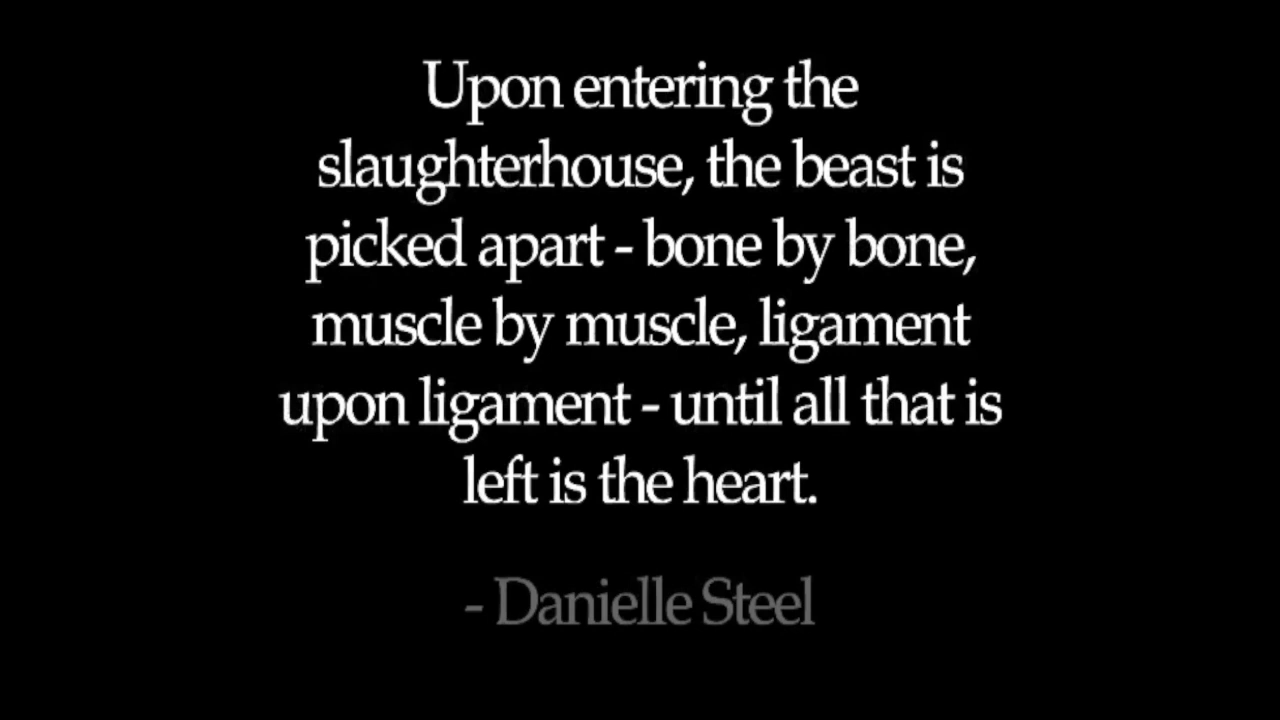 Upon entering the
slaughterhouse, the beast is
picked apart - bone by bone,
muscle by muscle, ligament
upon ligament - until all that is
left is the heart.
- Danielle Steel